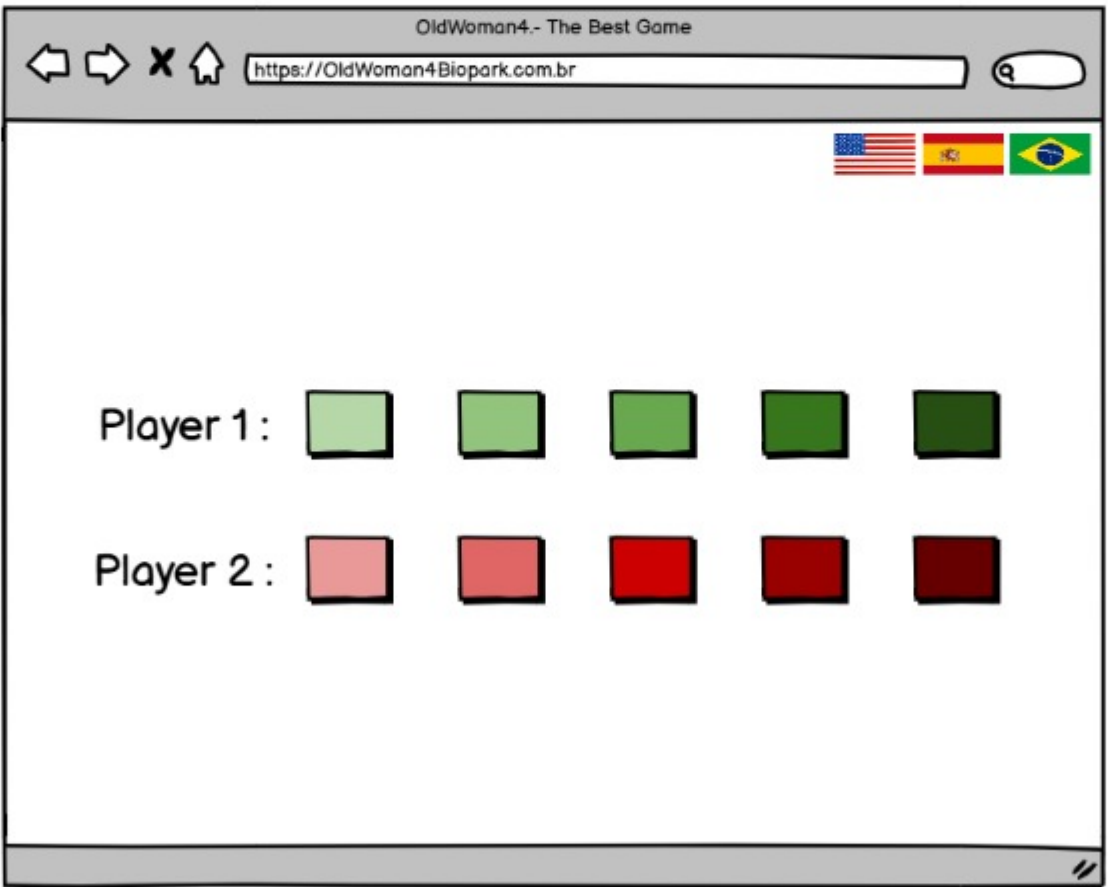 OldWoman4.- The Best Game
https://OldWoman4Biopark.com.br
Player 1 :
Player 2 :